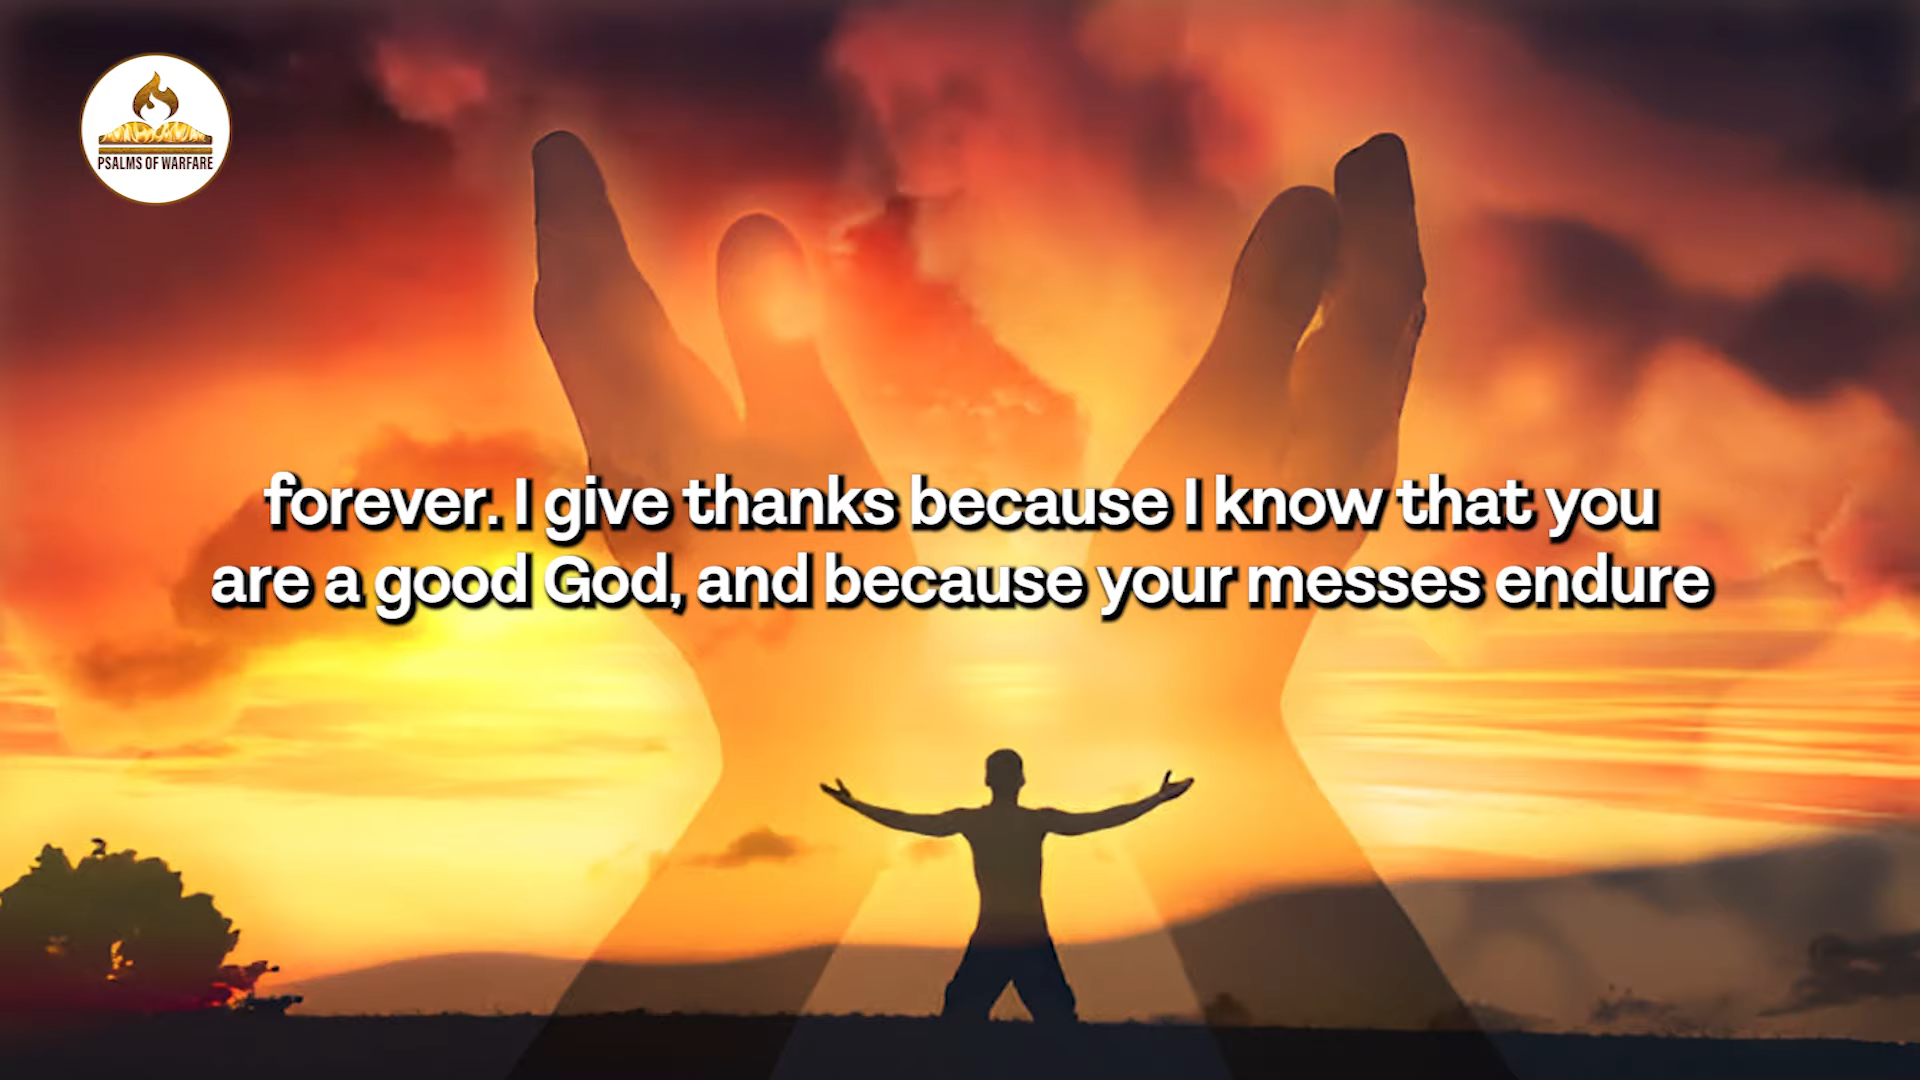 PSALMS OF WARFARE
forever. I give thanks because I know that you
are a good God, and because your messes endure